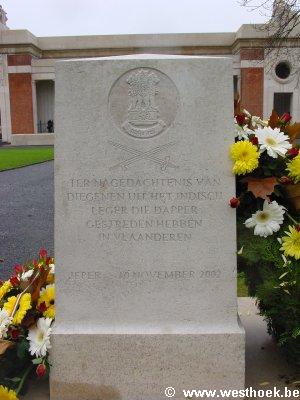 TER NAGEDACHTENIS VAN
DIEGENEN UIT HET INDISCH
LEGER DIE DAPPER
GESTREDEN HEBBEN
IN VLAANDEREN
IEPER 10 NOVEMBER 2002
© www.westhoek.be